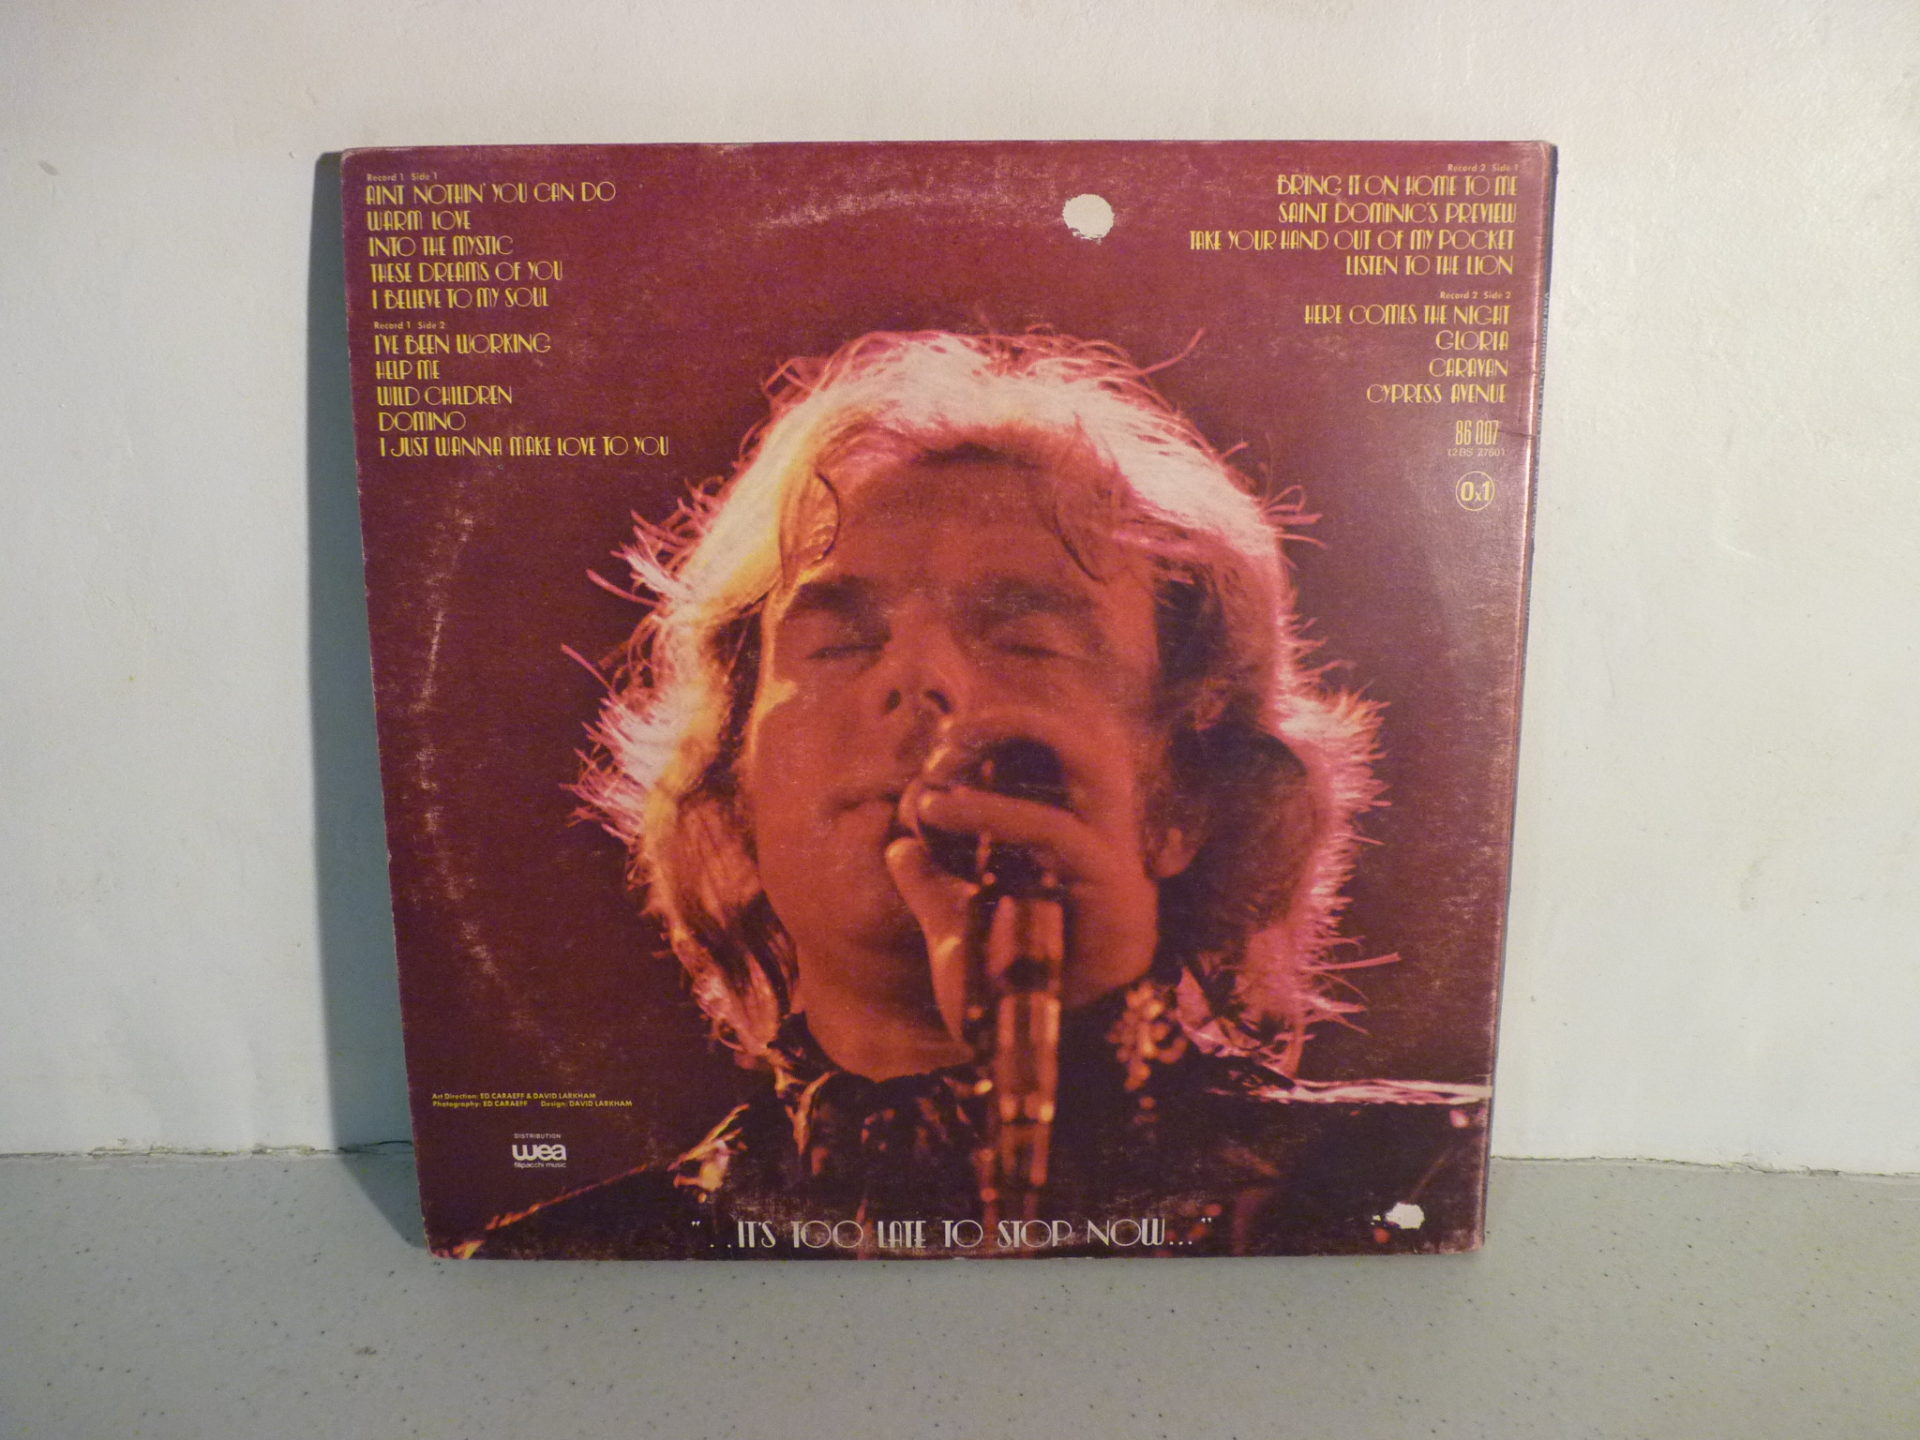 Record 1 Side 1
AINT NOTHIN' YOU CAN DO
WARM LOVE
INTO THE MYSTIC
THESE DREAMS OF YOU
I BELIEVE TO MY SOUL
Record 1 Side 2
I'VE BEEN WORKING
HELP ME
WILD CHILDREN
DOMINO
I JUST WANNA MAKE LOVE TO YOU
Record 2 Side 1
BRING IT ON HOME TO ME
SAINT DOMINIC'S PREVIEW
TAKE YOUR HAND OUT OF MY POCKET
LISTEN TO THE LION
Record 2 Side 2
HERE COMES THE NIGHT
GLORIA
CARAVAN
CYPRESS AVENUE
86 007
0x1
Art Direction: ED CARAEFF & DAVID LARKHAM
Photography: ED CARAEFF Design: DAVID LARKHAM
DISTRIBUTION
wea
filipacchi music
"...IT'S TOO LATE TO STOP NOW..."